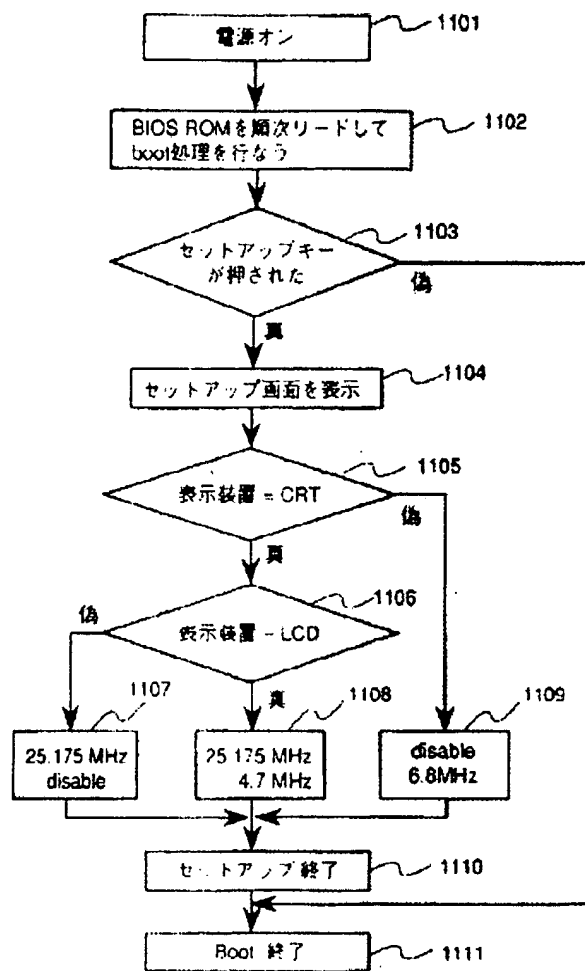 電源オン
1101
BIOS ROMを順次リードして
boot処理を行なう
1102
セットアップキー
が押された
1103
偽
真
セットアップ画面を表示
1104
表示装置 = CRT
1105
偽
真
表示装置 = LCD
1106
偽
真
1107
25.175 MHz
disable
1108
25.175 MHz
4.7 MHz
1109
disable
6.8MHz
セットアップ終了
1110
Boot 終了
1111